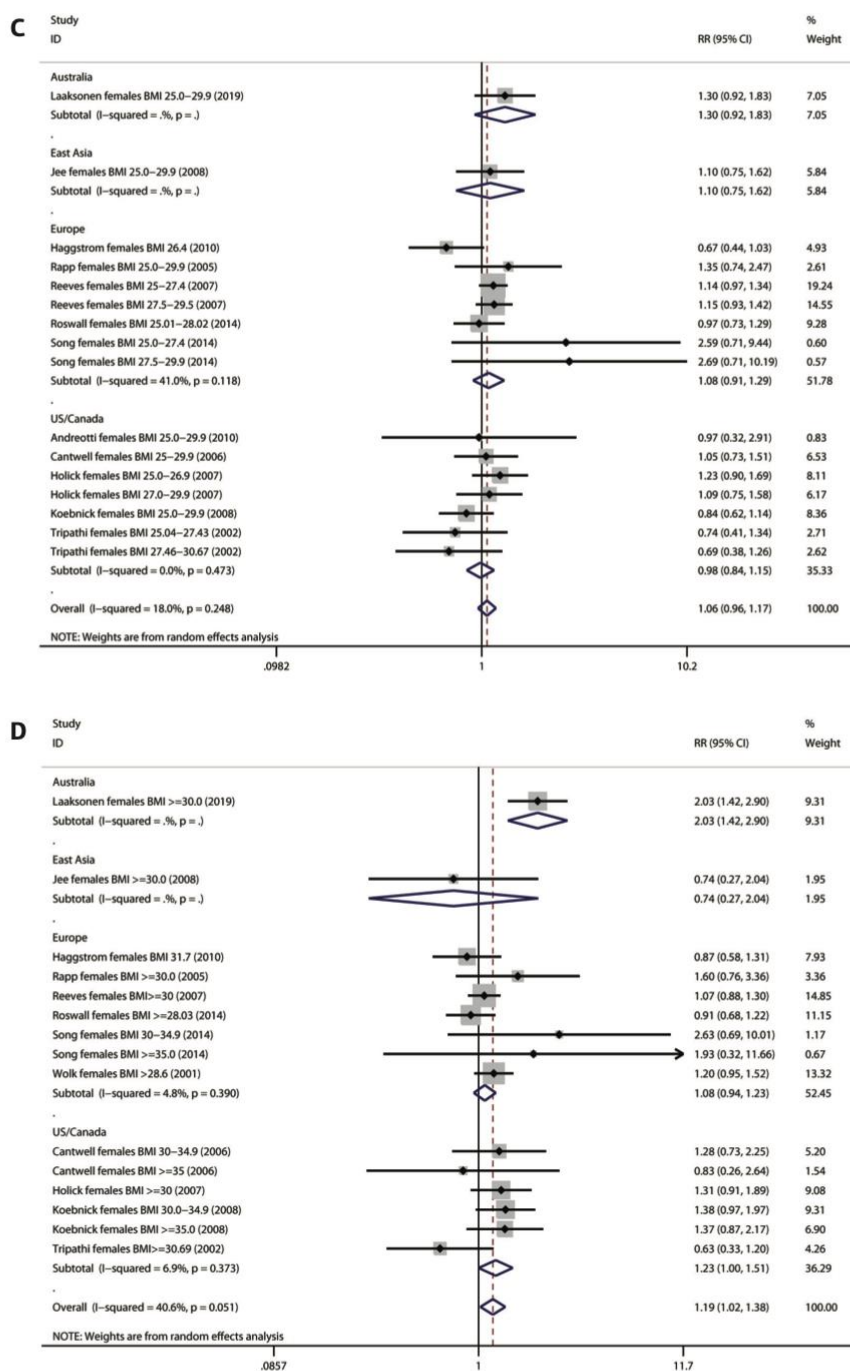 C
Study %
ID RR (95% CI) Weight
Australia
Laaksonen females BMI 25.0–29.9 (2019) 1.30 (0.92, 1.83) 7.05
Subtotal (I–squared = .%, p = .) 1.30 (0.92, 1.83) 7.05
.
East Asia
Jee females BMI 25.0–29.9 (2008) 1.10 (0.75, 1.62) 5.84
Subtotal (I–squared = .%, p = .) 1.10 (0.75, 1.62) 5.84
.
Europe
Haggstrom females BMI 26.4 (2010) 0.67 (0.44, 1.03) 4.93
Rapp females BMI 25.0–29.9 (2005) 1.35 (0.74, 2.47) 2.61
Reeves females BMI 25–27.4 (2007) 1.14 (0.97, 1.34) 19.24
Reeves females BMI 27.5–29.5 (2007) 1.15 (0.93, 1.42) 14.55
Roswall females BMI 25.01–28.02 (2014) 0.97 (0.73, 1.29) 9.28
Song females BMI 25.0–27.4 (2014) 2.59 (0.71, 9.44) 0.60
Song females BMI 27.5–29.9 (2014) 2.69 (0.71, 10.19) 0.57
Subtotal (I–squared = 41.0%, p = 0.118) 1.08 (0.91, 1.29) 51.78
.
US/Canada
Andreotti females BMI 25.0–29.9 (2010) 0.97 (0.32, 2.91) 0.83
Cantwell females BMI 25–29.9 (2006) 1.05 (0.73, 1.51) 6.53
Holick females BMI 25.0–26.9 (2007) 1.23 (0.90, 1.69) 8.11
Holick females BMI 27.0–29.9 (2007) 1.09 (0.75, 1.58) 6.17
Koebnick females BMI 25.0–29.9 (2008) 0.84 (0.62, 1.14) 8.36
Tripathi females BMI 25.04–27.43 (2002) 0.74 (0.41, 1.34) 2.71
Tripathi females BMI 27.46–30.67 (2002) 0.69 (0.38, 1.26) 2.62
Subtotal (I–squared = 0.0%, p = 0.473) 0.98 (0.84, 1.15) 35.33
.
Overall (I–squared = 18.0%, p = 0.248) 1.06 (0.96, 1.17) 100.00
NOTE: Weights are from random effects analysis
.0982 1 10.2
D
Study %
ID RR (95% CI) Weight
Australia
Laaksonen females BMI >=30.0 (2019) 2.03 (1.42, 2.90) 9.31
Subtotal (I–squared = .%, p = .) 2.03 (1.42, 2.90) 9.31
.
East Asia
Jee females BMI >=30.0 (2008) 0.74 (0.27, 2.04) 1.95
Subtotal (I–squared = .%, p = .) 0.74 (0.27, 2.04) 1.95
.
Europe
Haggstrom females BMI 31.7 (2010) 0.87 (0.58, 1.31) 7.93
Rapp females BMI >=30.0 (2005) 1.60 (0.76, 3.36) 3.36
Reeves females BMI>=30 (2007) 1.07 (0.88, 1.30) 14.85
Roswall females BMI >=28.03 (2014) 0.91 (0.68, 1.22) 11.15
Song females BMI 30–34.9 (2014) 2.63 (0.69, 10.01) 1.17
Song females BMI >=35.0 (2014) 1.93 (0.32, 11.66) 0.67
Wolk females BMI >28.6 (2001) 1.20 (0.95, 1.52) 13.32
Subtotal (I–squared = 4.8%, p = 0.390) 1.08 (0.94, 1.23) 52.45
.
US/Canada
Cantwell females BMI 30–34.9 (2006) 1.28 (0.73, 2.25) 5.20
Cantwell females BMI >=35 (2006) 0.83 (0.26, 2.64) 1.54
Holick females BMI >=30 (2007) 1.31 (0.91, 1.89) 9.08
Koebnick females BMI 30.0–34.9 (2008) 1.38 (0.97, 1.97) 9.31
Koebnick females BMI >=35.0 (2008) 1.37 (0.87, 2.17) 6.90
Tripathi females BMI>=30.69 (2002) 0.63 (0.33, 1.20) 4.26
Subtotal (I–squared = 6.9%, p = 0.373) 1.23 (1.00, 1.51) 36.29
.
Overall (I–squared = 40.6%, p = 0.051) 1.19 (1.02, 1.38) 100.00
NOTE: Weights are from random effects analysis
.0857 1 11.7